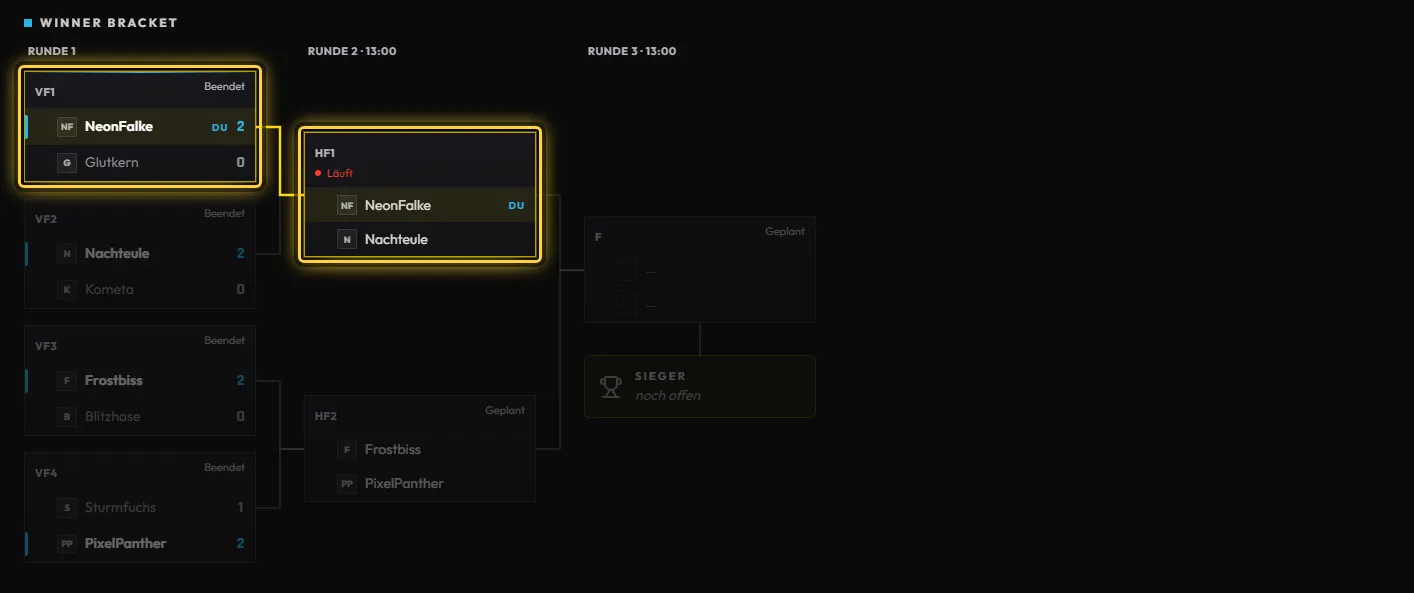 WINNER BRACKET
RUNDE 1
RUNDE 2 · 13:00
RUNDE 3 · 13:00
VF1 Beendet
NF NeonFalke DU 2
G Glutkern 0
VF2 Beendet
N Nachteule 2
K Kometa 0
VF3 Beendet
F Frostbiss 2
B Blitzhase 0
VF4 Beendet
S Sturmfuchs 1
PP PixelPanther 2
HF1
Läuft
NF NeonFalke DU
N Nachteule
HF2 Geplant
F Frostbiss
PP PixelPanther
F Geplant
—
—
SIEGER
noch offen